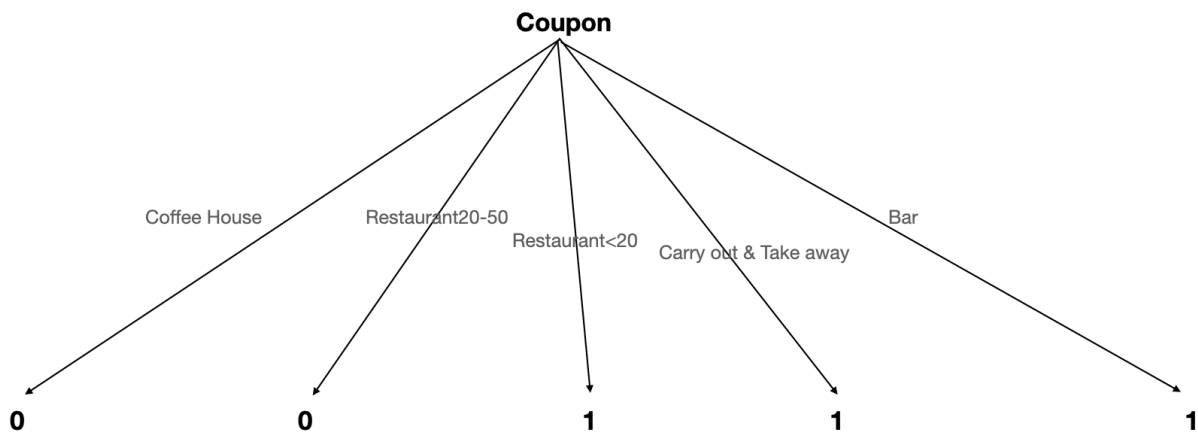 Coupon
Coffee House
Restaurant20-50
Restaurant<20
Carry out & Take away
Bar
0
0
1
1
1